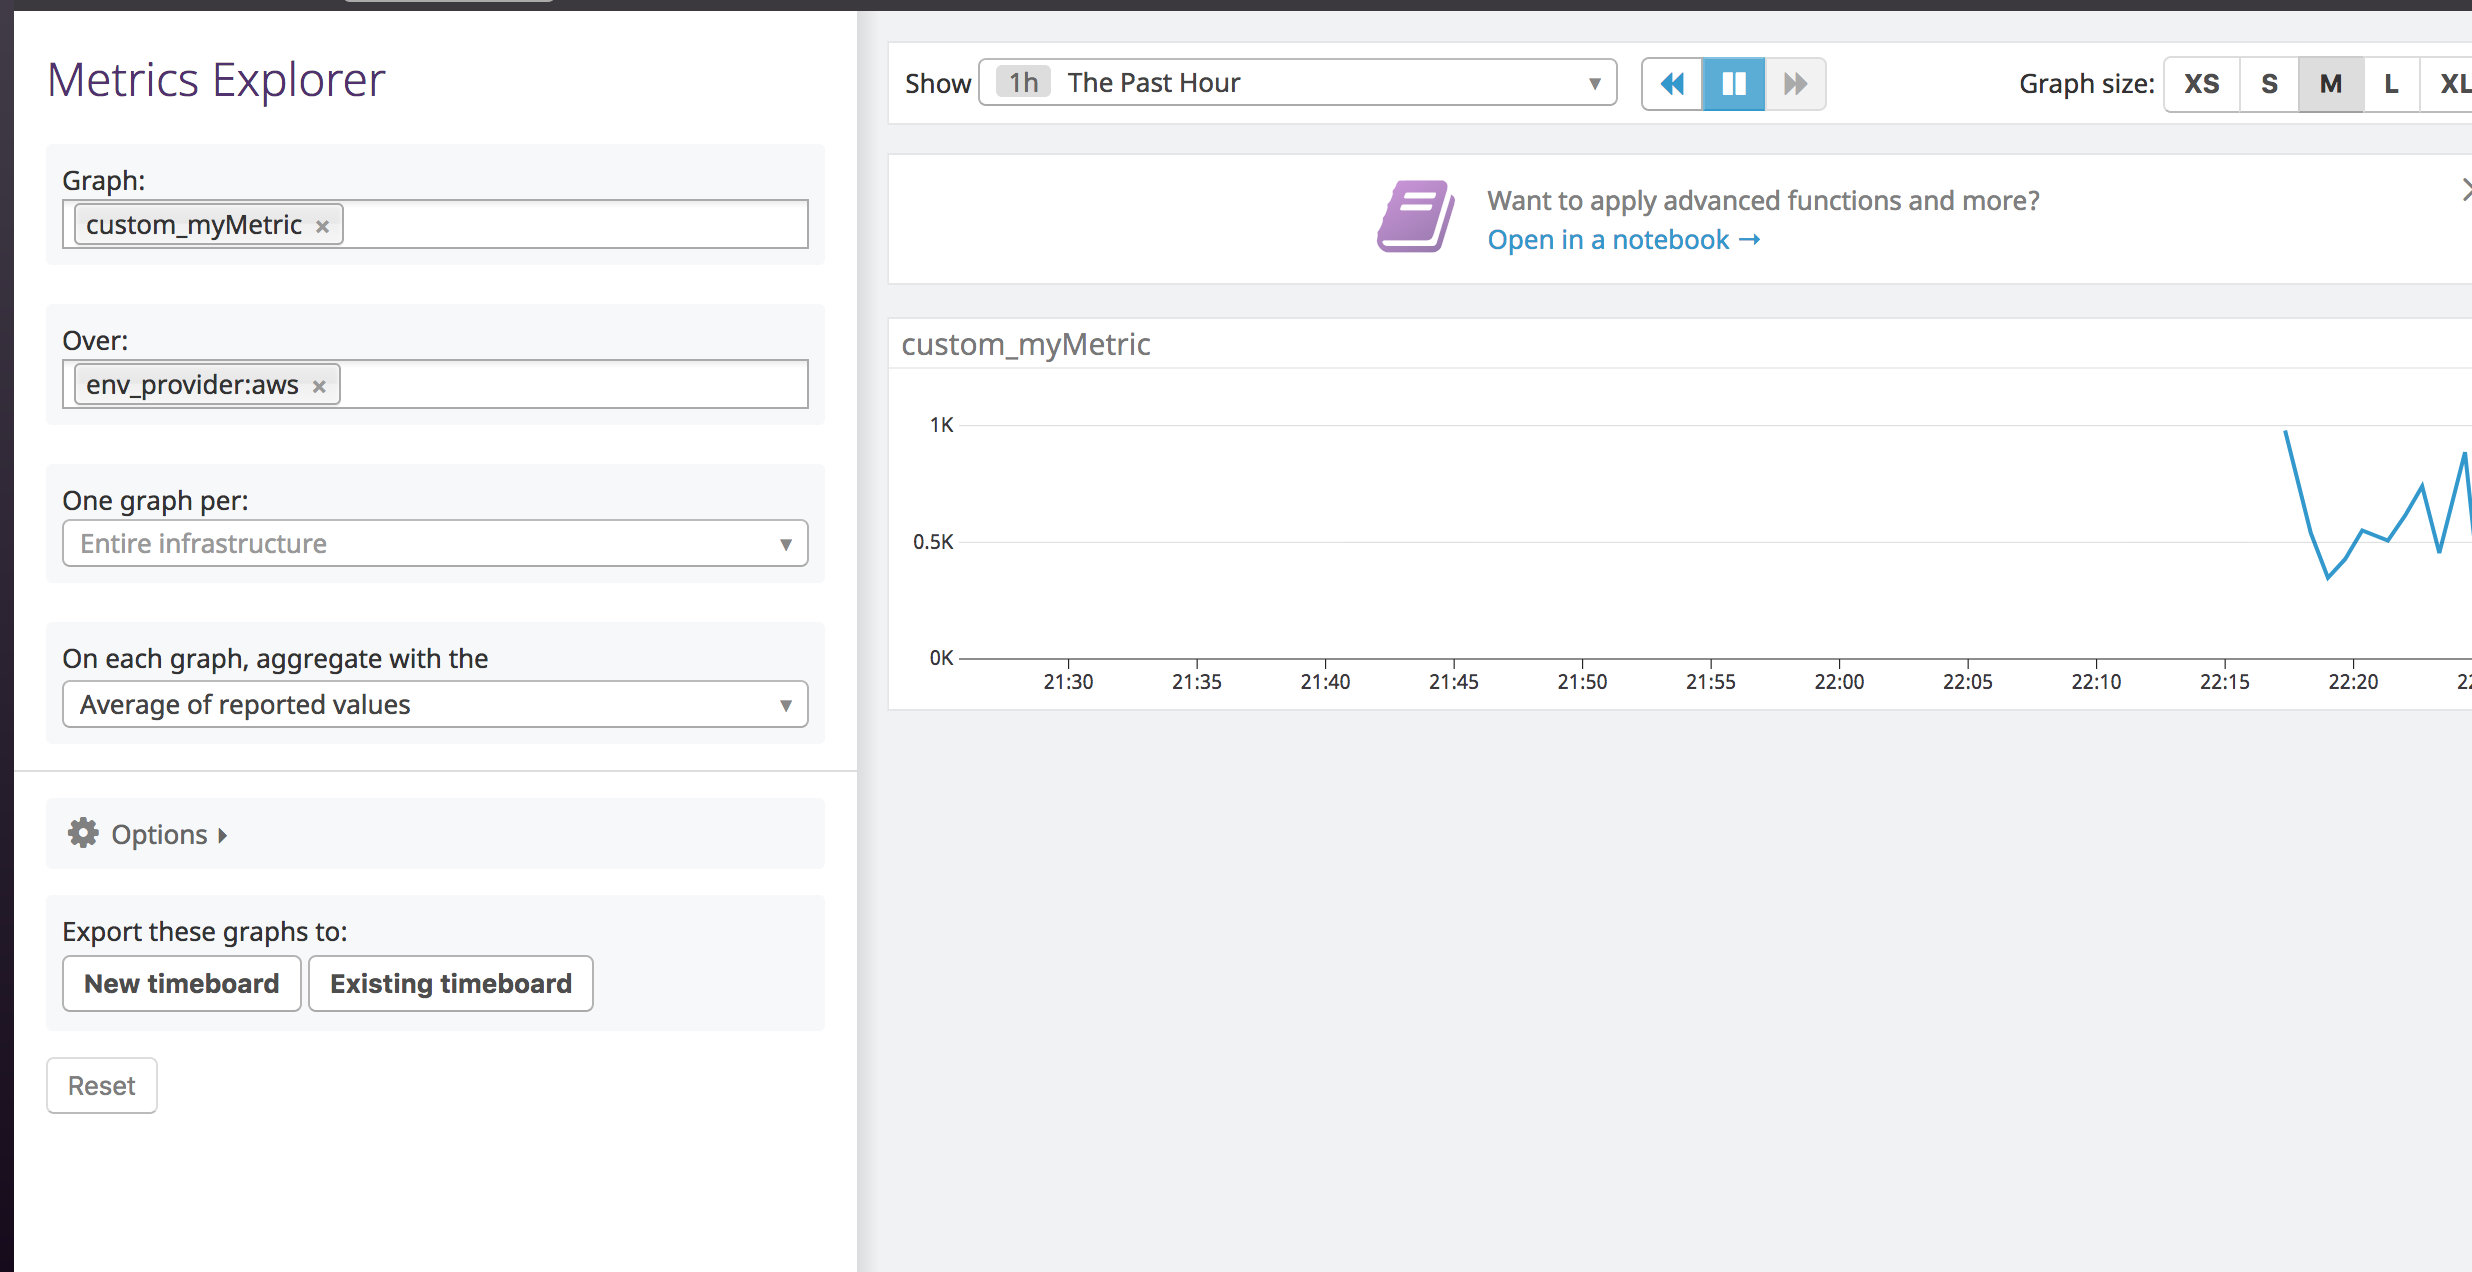 Metrics Explorer
Graph:
custom_myMetric ×
Over:
env_provider:aws ×
One graph per:
Entire infrastructure
On each graph, aggregate with the
Average of reported values
Options
Export these graphs to:
New timeboard Existing timeboard
Reset
Show 1h The Past Hour
Graph size: XS S M L XL
Want to apply advanced functions and more?
Open in a notebook →
custom_myMetric
1K
0.5K
0K
21:30 21:35 21:40 21:45 21:50 21:55 22:00 22:05 22:10 22:15 22:20